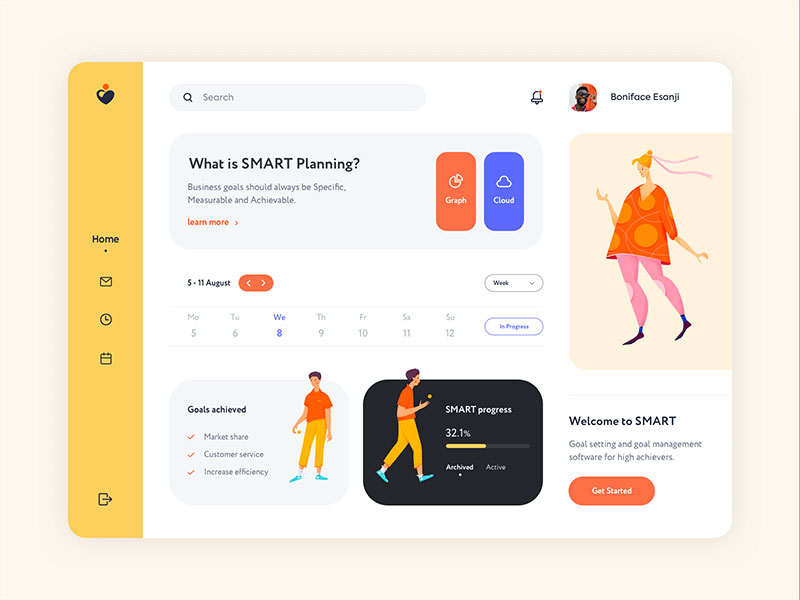 Search
Boniface Esanji
What is SMART Planning?
Business goals should always be Specific,
Measurable and Achievable.
learn more
Graph
Cloud
Home
5 - 11 August
Week
Mo Tu We Th Fr Sa Su
5 6 8 9 10 11 12
In Progress
Goals achieved
Market share
Customer service
Increase efficiency
SMART progress
32.1%
Archived Active
Welcome to SMART
Goal setting and goal management
software for high achievers.
Get Started